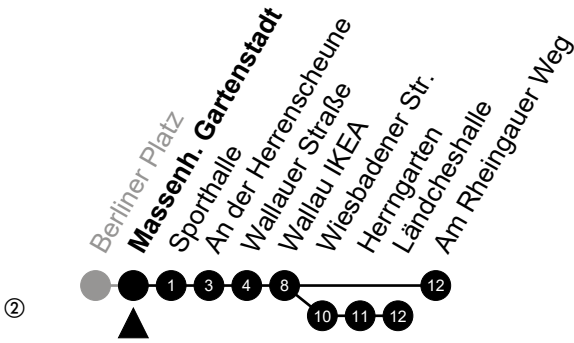 Berliner Platz
Massenh. Gartenstadt
Sporthalle
An der Herrenscheune
Wallauer Straße
Wallau IKEA
Wiesbadener Str.
Herrngarten
Ländcheshalle
Am Rheingauer Weg
1 3 4 8 12
② 10 11 12